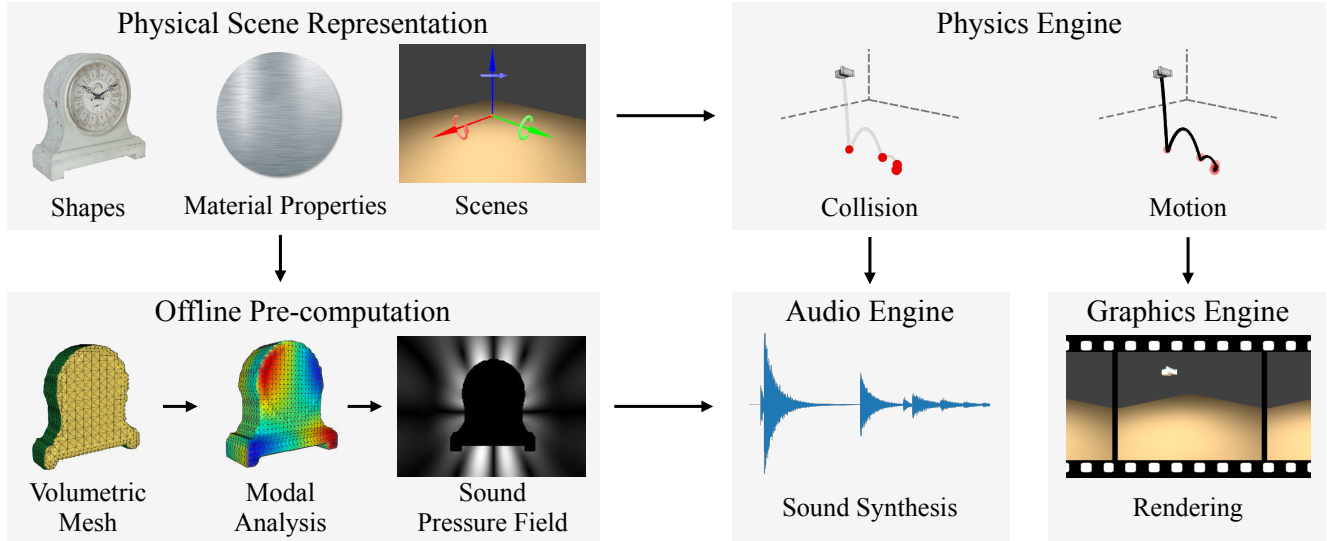 Physical Scene Representation
Physics Engine
Shapes
Material Properties
Scenes
Collision
Motion
Offline Pre-computation
Audio Engine
Graphics Engine
Volumetric
Mesh
Modal
Analysis
Sound
Pressure Field
Sound Synthesis
Rendering